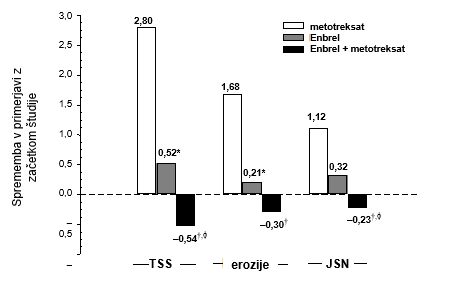 3,0
2,5
2,0
1,5
1,0
0,5
0,0
0,5
–
Sprememba v primerjavi z
začetkom študije
metotreksat
Enbrel
Enbrel + metotreksat
2,80
0,52*
–0,54†,ϕ
1,68
0,21*
–0,30†
1,12
0,32
–0,23†,ϕ
TSS
erozije
JSN